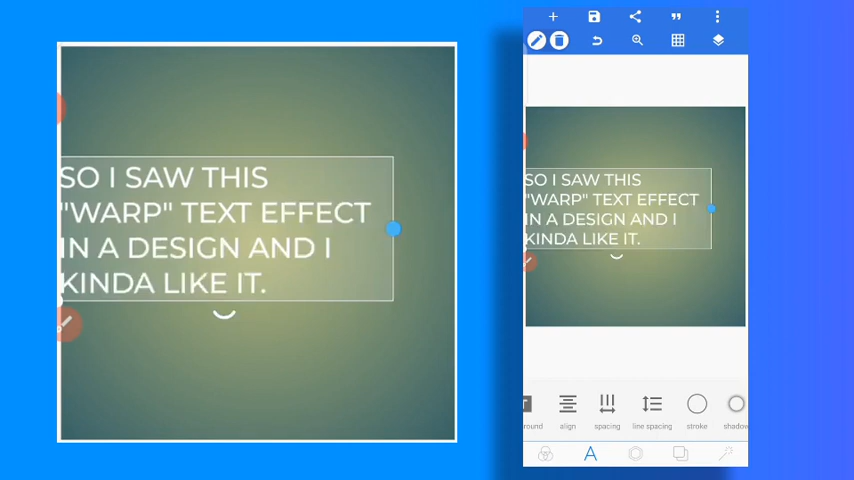 SO I SAW THIS
"WARP" TEXT EFFECT
IN A DESIGN AND I
KINDA LIKE IT.
SO I SAW THIS
"WARP" TEXT EFFECT
IN A DESIGN AND I
KINDA LIKE IT.
round align spacing line spacing stroke shadow